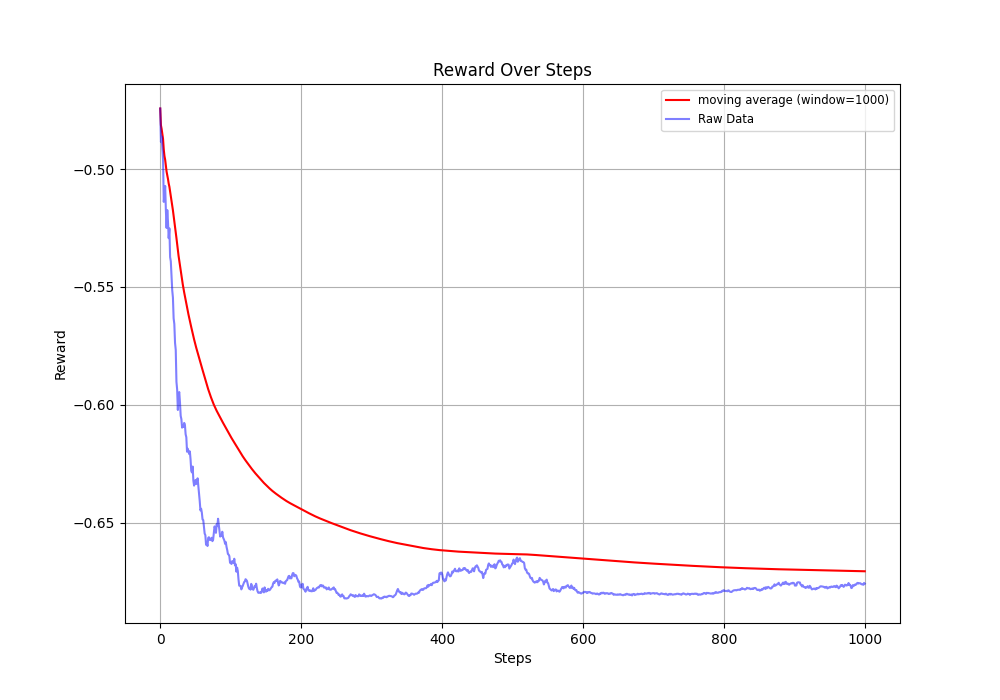 Reward Over Steps
moving average (window=1000)
Raw Data
Reward
−0.50
−0.55
−0.60
−0.65
0
200
400
600
800
1000
Steps